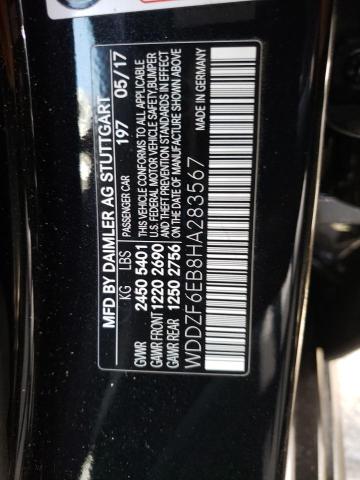 MFD BY DAIMLER AG STUTTGART
KG LBS PASSENGER CAR 197 05/17
GVWR 2450 5401 THIS VEHICLE CONFORMS TO ALL APPLICABLE
GAWR FRONT 1220 2690 U.S. FEDERAL MOTOR VEHICLE SAFETY, BUMPER
AND THEFT PREVENTION STANDARDS IN EFFECT
GAWR REAR 1250 2756 ON THE DATE OF MANUFACTURE SHOWN ABOVE
WDDZF6EB8HA283567 MADE IN GERMANY